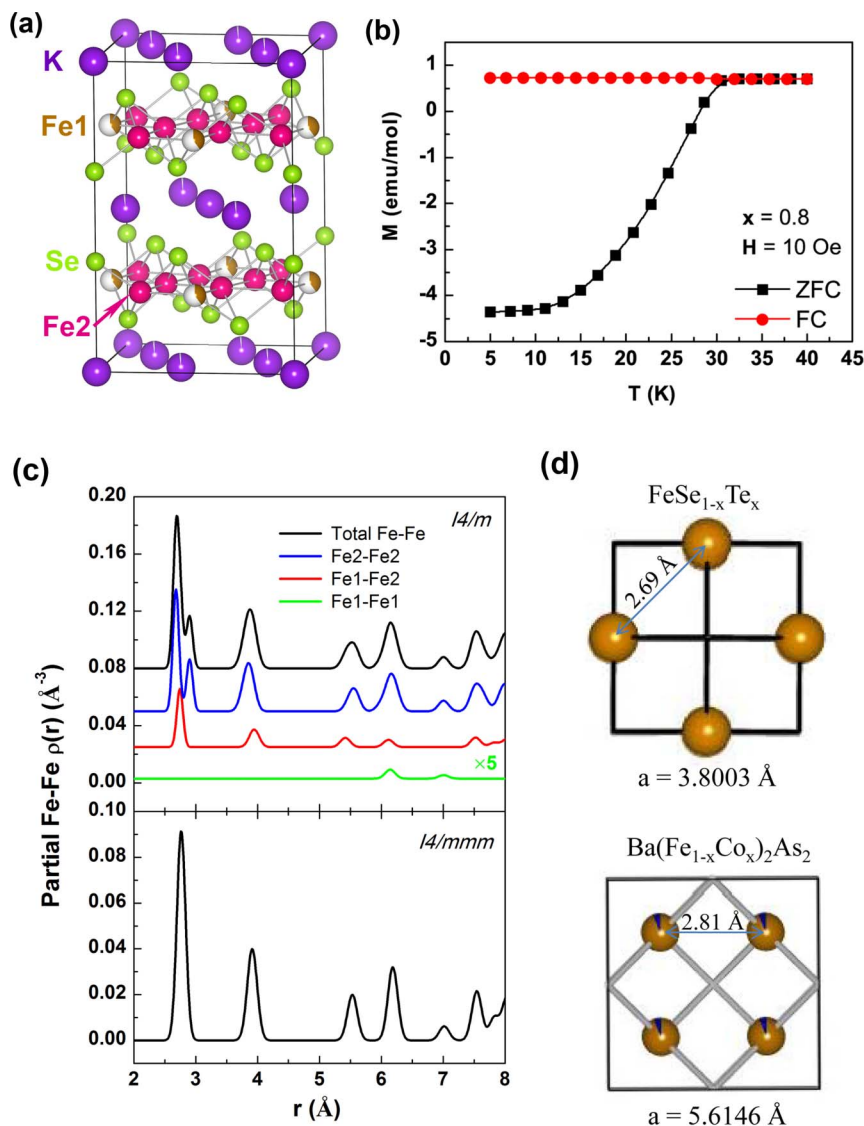 (a)
K
Fe1
Se
Fe2
(b)
M (emu/mol)
1
0
-1
-2
-3
-4
-5
x = 0.8
H = 10 Oe
ZFC
FC
0 5 10 15 20 25 30 35 40 45
T (K)
(c)
Partial Fe-Fe ρ(r) (Å⁻³)
0.20
0.16
0.12
0.08
0.04
0.00
I4/m
Total Fe-Fe
Fe2-Fe2
Fe1-Fe2
Fe1-Fe1
×5
0.10
0.08
0.06
0.04
0.02
0.00
I4/mmm
2 3 4 5 6 7 8
r (Å)
(d)
FeSe₁₋ₓTeₓ
2.69 Å
a = 3.8003 Å
Ba(Fe₁₋ₓCoₓ)₂As₂
2.81 Å
a = 5.6146 Å